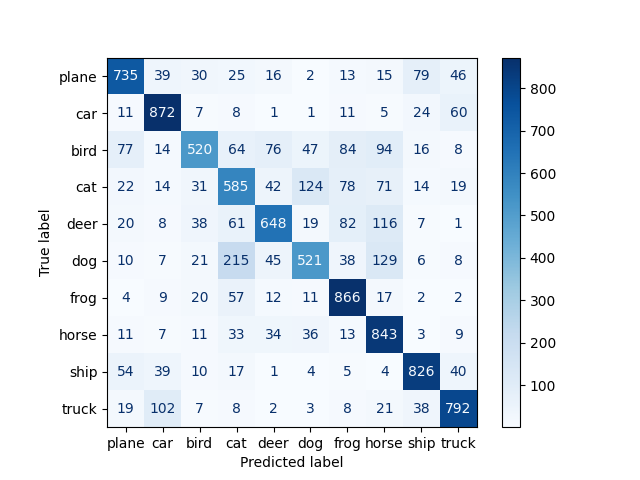 plane 735 39 30 25 16 2 13 15 79 46
car 11 872 7 8 1 1 11 5 24 60
bird 77 14 520 64 76 47 84 94 16 8
cat 22 14 31 585 42 124 78 71 14 19
deer 20 8 38 61 648 19 82 116 7 1
dog 10 7 21 215 45 521 38 129 6 8
frog 4 9 20 57 12 11 866 17 2 2
horse 11 7 11 33 34 36 13 843 3 9
ship 54 39 10 17 1 4 5 4 826 40
truck 19 102 7 8 2 3 8 21 38 792
plane car bird cat deer dog frog horse ship truck
Predicted label
True label
800
700
600
500
400
300
200
100